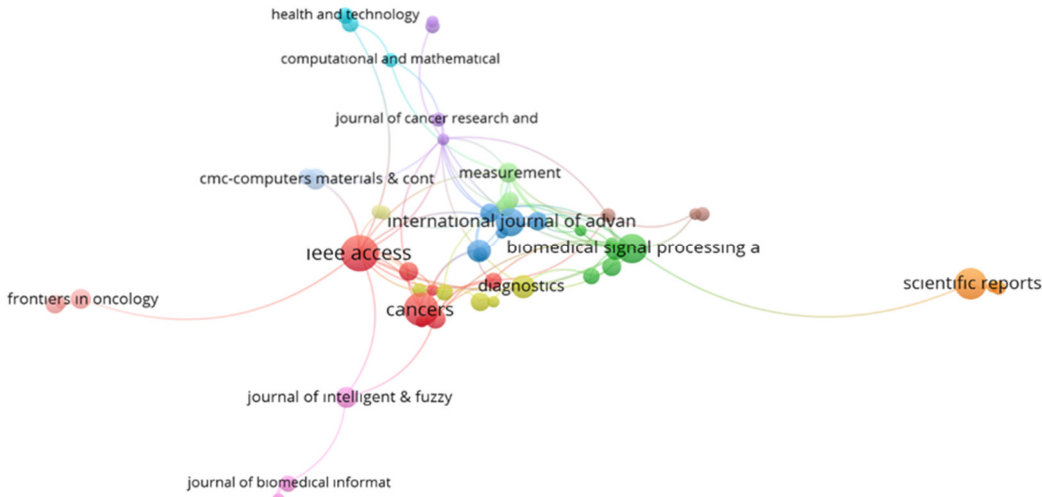 health and technology
computational and mathematical
journal of cancer research and
cmc-computers materials & cont
measurement
international journal of advan
ieee access
biomedical signal processing a
diagnostics
scientific reports
frontiers in oncology
cancers
journal of intelligent & fuzzy
journal of biomedical informat